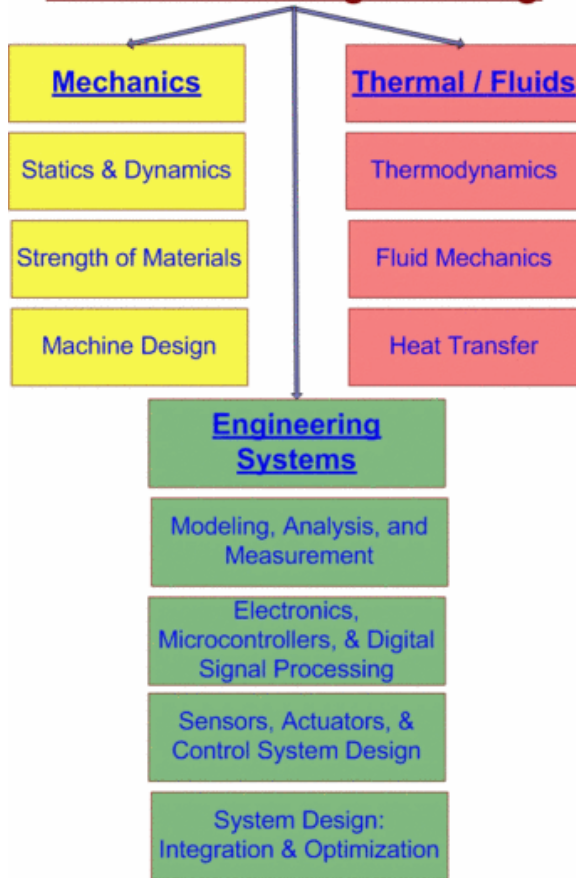 Mechanics
Thermal / Fluids
Statics & Dynamics
Thermodynamics
Strength of Materials
Fluid Mechanics
Machine Design
Heat Transfer
Engineering
Systems
Modeling, Analysis, and
Measurement
Electronics,
Microcontrollers, & Digital
Signal Processing
Sensors, Actuators, &
Control System Design
System Design:
Integration & Optimization